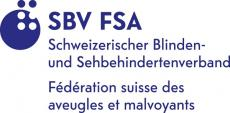 SBV FSA
Schweizerischer Blinden-
und Sehbehindertenverband
Fédération suisse des
aveugles et malvoyants